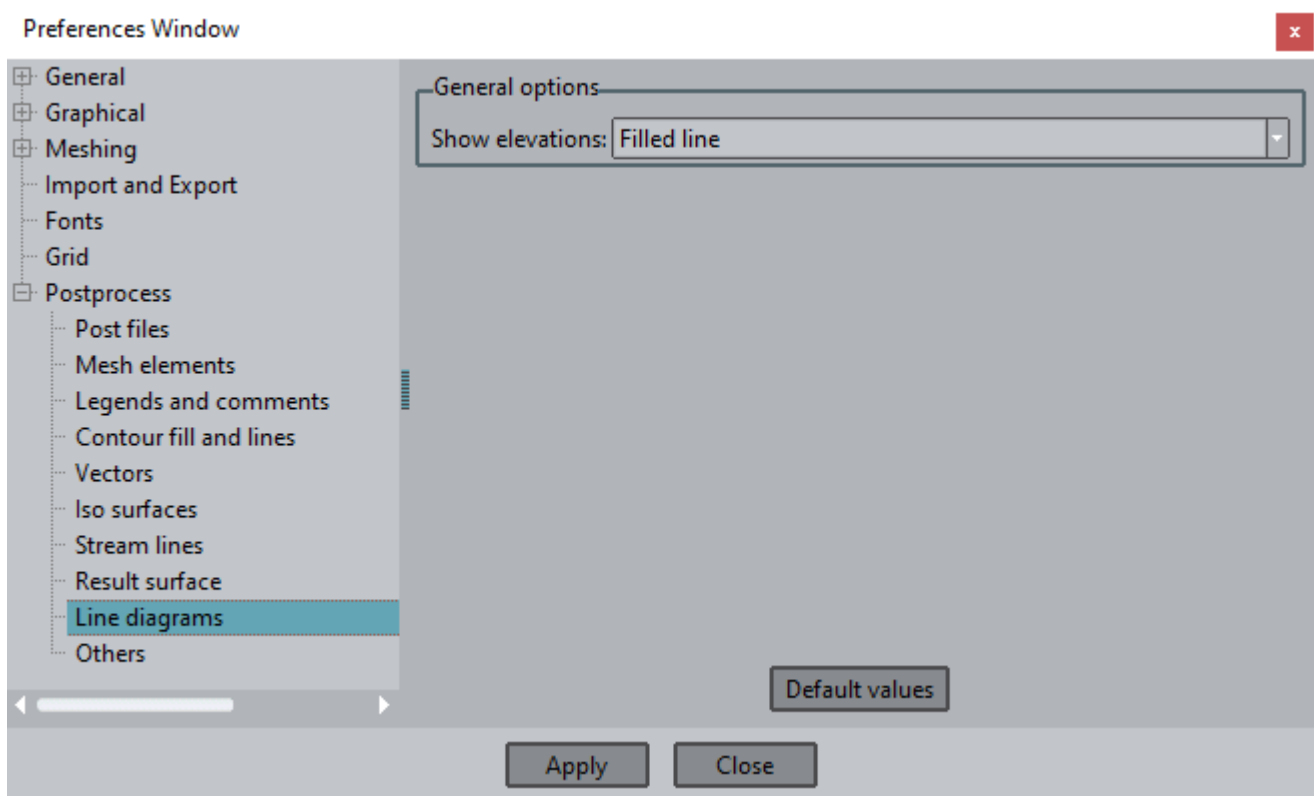 Preferences Window
x
General
Graphical
Meshing
Import and Export
Fonts
Grid
Postprocess
Post files
Mesh elements
Legends and comments
Contour fill and lines
Vectors
Iso surfaces
Stream lines
Result surface
Line diagrams
Others
General options
Show elevations: Filled line
Default values
Apply
Close